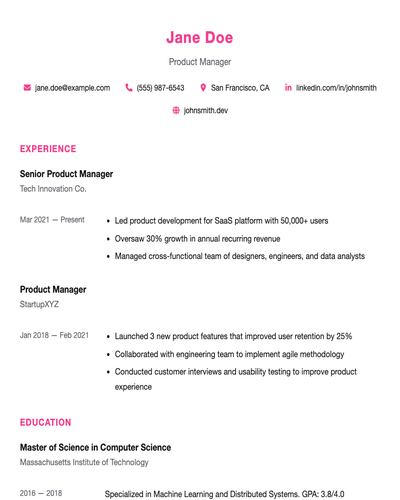 Jane Doe
Product Manager
jane.doe@example.com (555) 987-6543 San Francisco, CA linkedin.com/in/johnsmith
johnsmith.dev
EXPERIENCE
Senior Product Manager
Tech Innovation Co.
Mar 2021 — Present • Led product development for SaaS platform with 50,000+ users
• Oversaw 30% growth in annual recurring revenue
• Managed cross-functional team of designers, engineers, and data analysts
Product Manager
StartupXYZ
Jan 2018 — Feb 2021 • Launched 3 new product features that improved user retention by 25%
• Collaborated with engineering team to implement agile methodology
• Conducted customer interviews and usability testing to improve product
experience
EDUCATION
Master of Science in Computer Science
Massachusetts Institute of Technology
2016 — 2018 Specialized in Machine Learning and Distributed Systems. GPA: 3.8/4.0